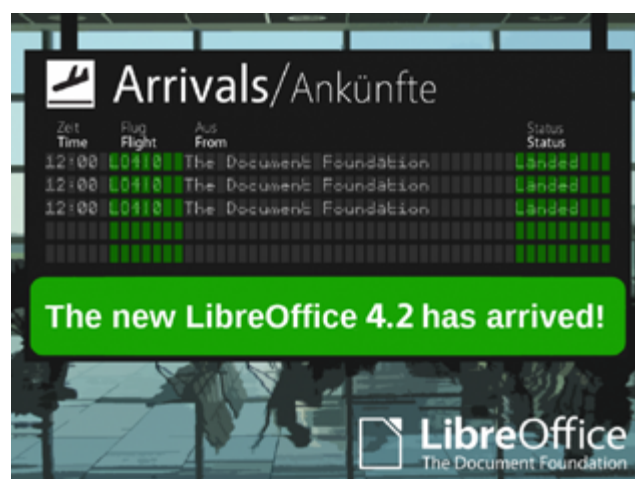 Arrivals/Ankünfte
Zeit Flug Aus Status
Time Flight From Status
12:00 LO410 The Document Foundation Landed
12:00 LO410 The Document Foundation Landed
12:00 LO410 The Document Foundation Landed
The new LibreOffice 4.2 has arrived!
LibreOffice
The Document Foundation